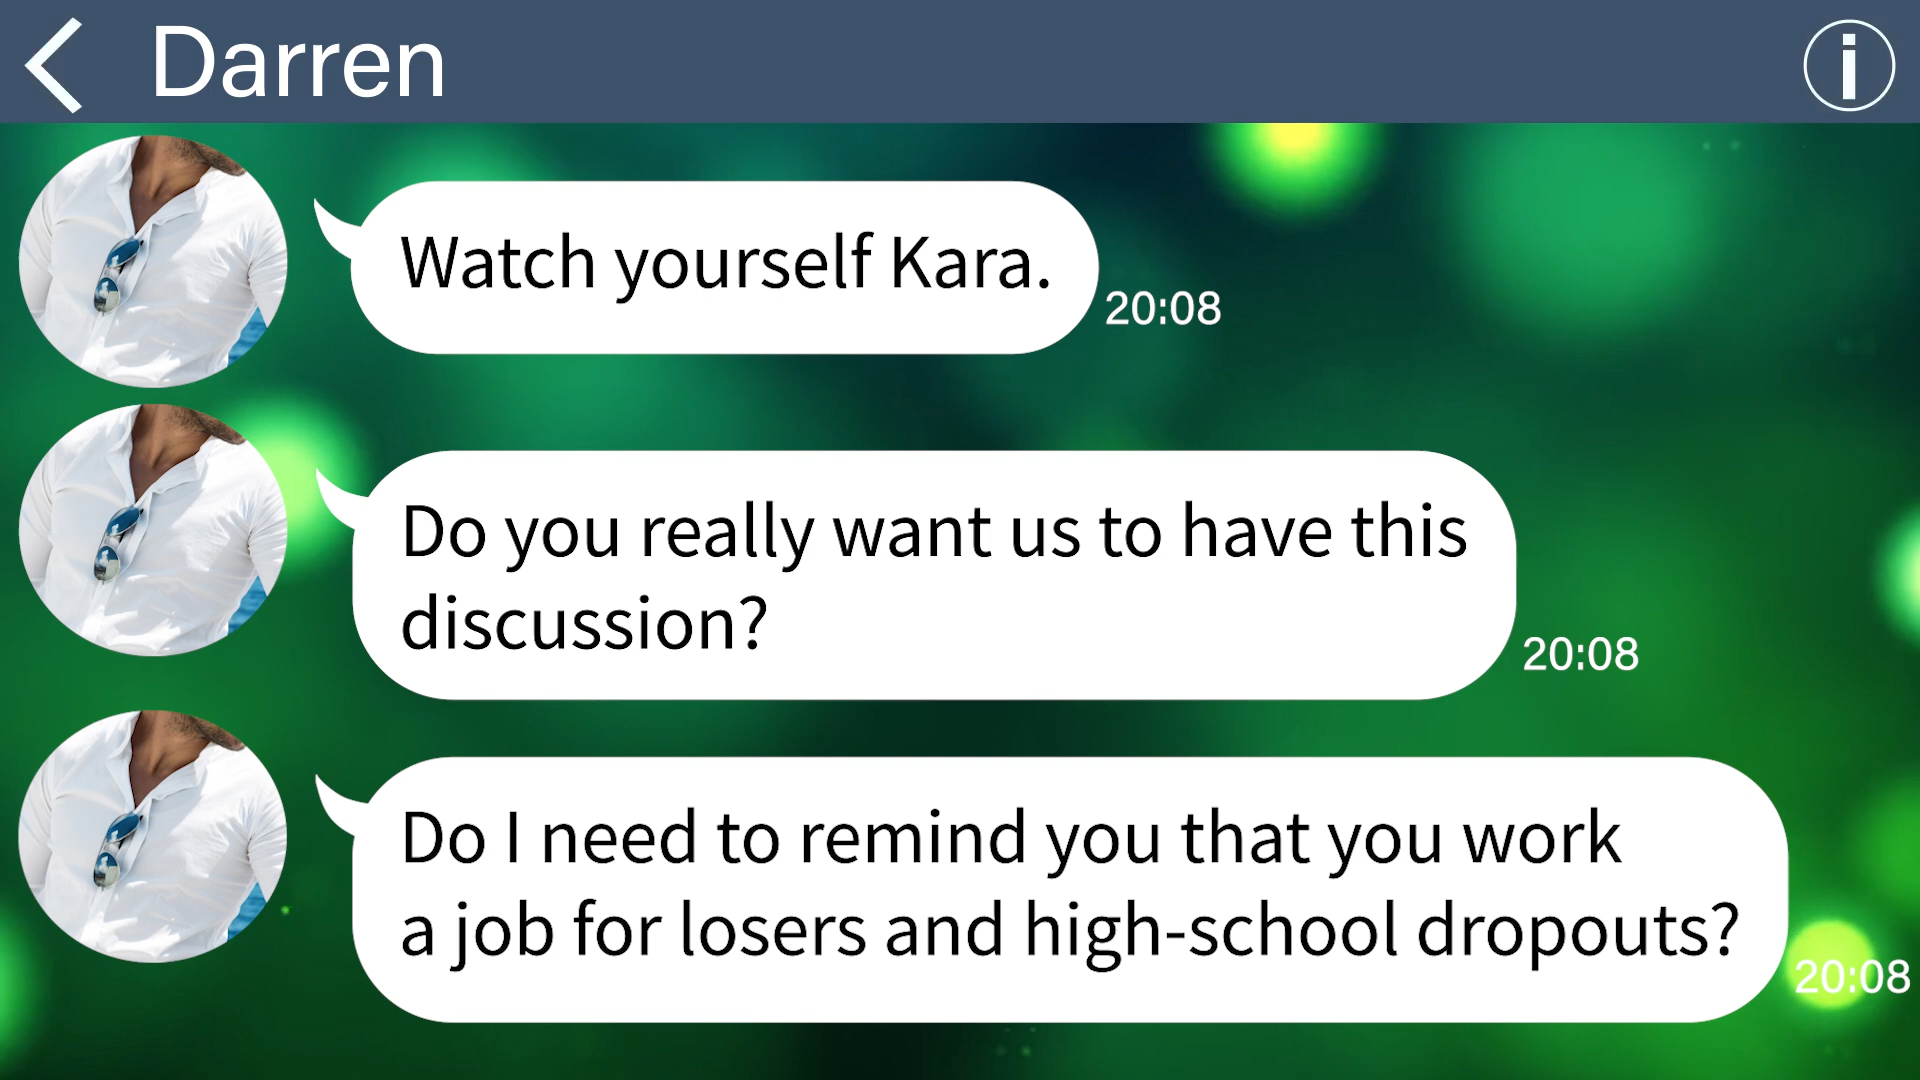 Darren
Watch yourself Kara.
20:08
Do you really want us to have this
discussion?
20:08
Do I need to remind you that you work
a job for losers and high-school dropouts?
20:08